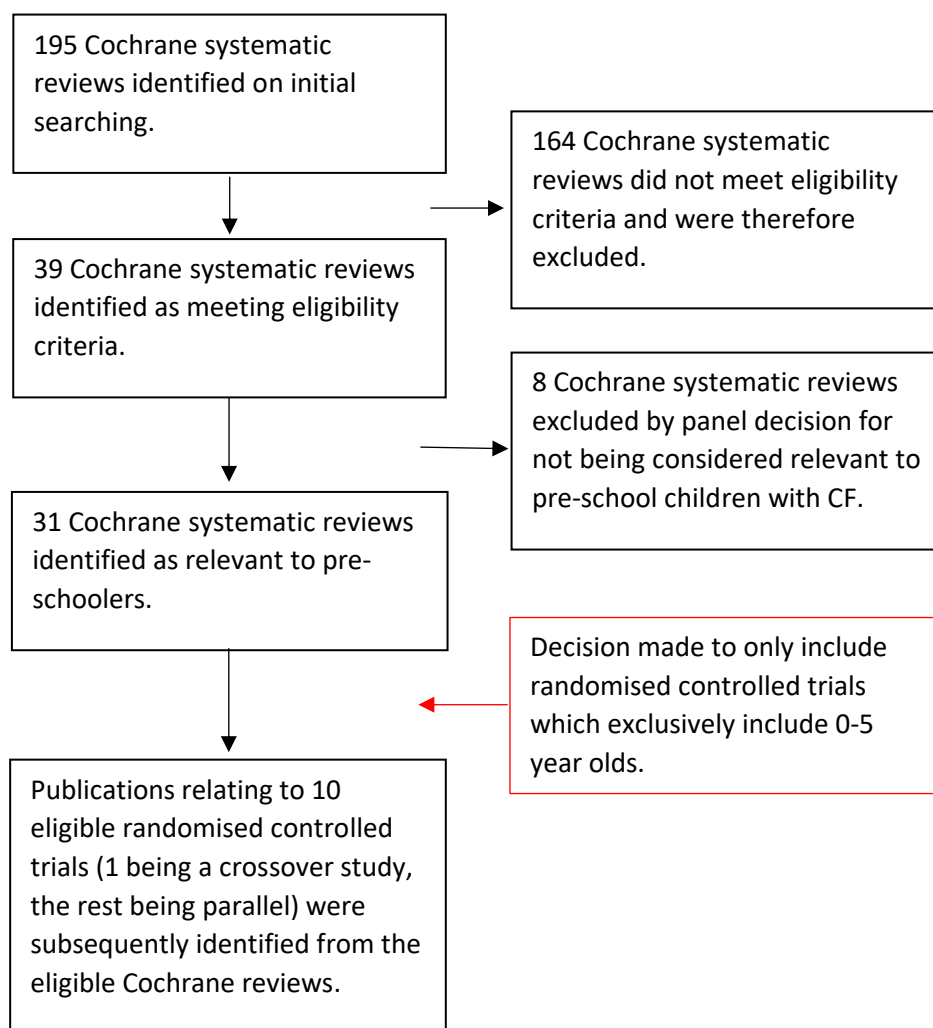 195 Cochrane systematic
reviews identified on initial
searching.
164 Cochrane systematic
reviews did not meet eligibility
criteria and were therefore
excluded.
39 Cochrane systematic reviews
identified as meeting eligibility
criteria.
8 Cochrane systematic reviews
excluded by panel decision for
not being considered relevant to
pre-school children with CF.
31 Cochrane systematic reviews
identified as relevant to pre-
schoolers.
Decision made to only include
randomised controlled trials
which exclusively include 0-5
year olds.
Publications relating to 10
eligible randomised controlled
trials (1 being a crossover study,
the rest being parallel) were
subsequently identified from the
eligible Cochrane reviews.